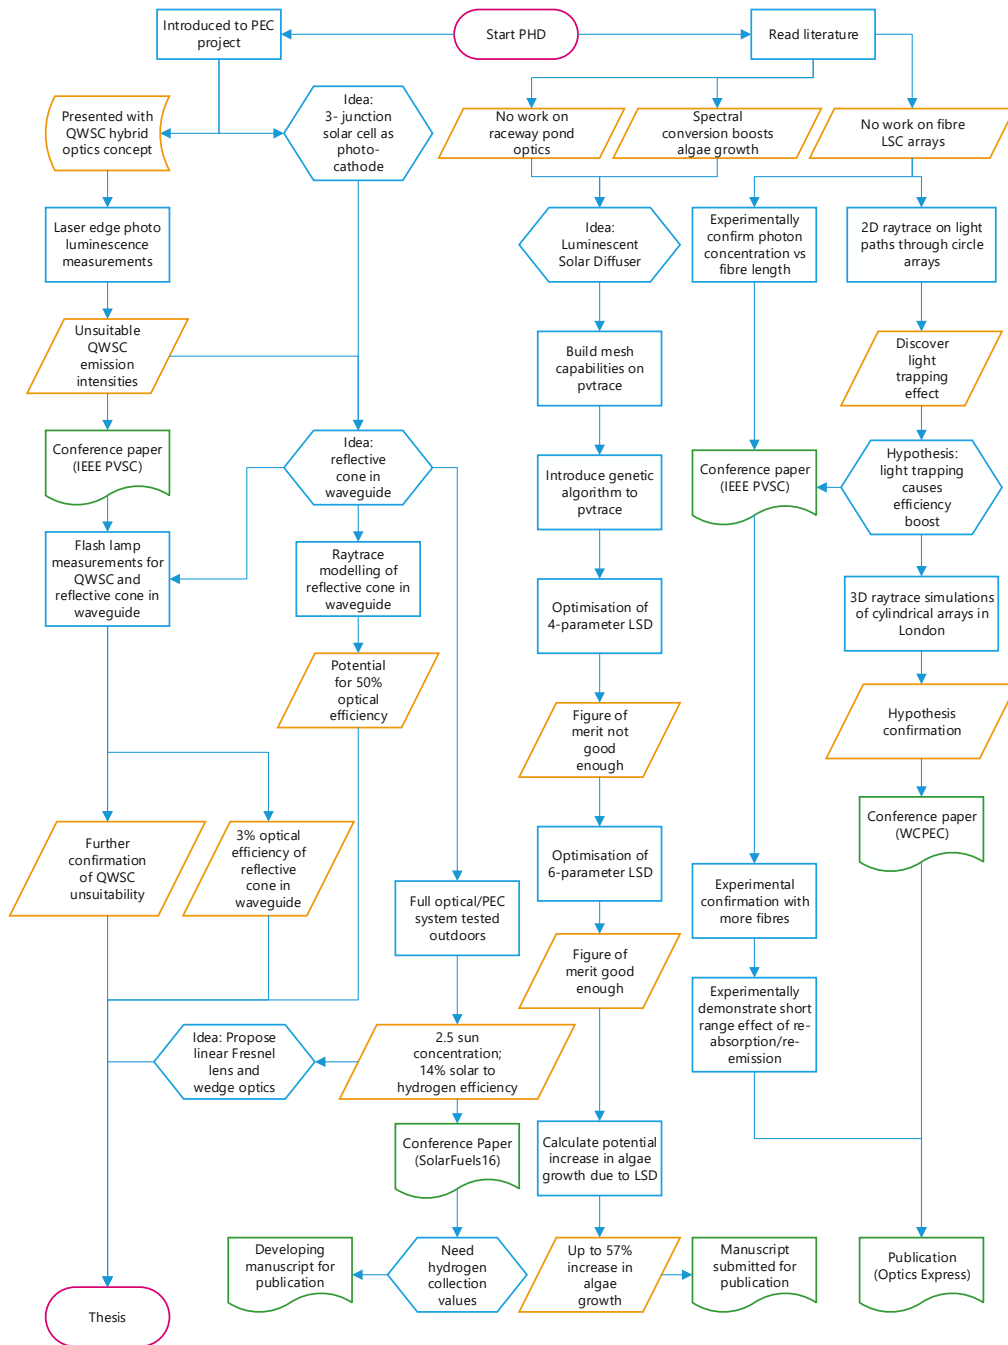 Introduced to PEC
project
Start PHD
Read literature
Presented with
QWSC hybrid
optics concept
Idea:
3- junction
solar cell as
photo-
cathode
No work on
raceway pond
optics
Spectral
conversion boosts
algae growth
No work on fibre
LSC arrays
Laser edge photo
luminescence
measurements
Idea:
Luminescent
Solar Diffuser
Experimentally
confirm photon
concentration vs
fibre length
2D raytrace on light
paths through circle
arrays
Unsuitable
QWSC
emission
intensities
Build mesh
capabilities on
pvtrace
Discover
light
trapping
effect
Conference paper
(IEEE PVSC)
Idea:
reflective
cone in
waveguide
Introduce genetic
algorithm to
pvtrace
Conference paper
(IEEE PVSC)
Hypothesis:
light trapping
causes
efficiency
boost
Flash lamp
measurements for
QWSC and
reflective cone in
waveguide
Raytrace
modelling of
reflective cone in
waveguide
Optimisation of
4-parameter LSD
3D raytrace simulations
of cylindrical arrays in
London
Potential
for 50%
optical
efficiency
Figure of
merit not
good
enough
Hypothesis
confirmation
Further
confirmation
of QWSC
unsuitability
3% optical
efficiency of
reflective
cone in
waveguide
Optimisation of
6-parameter LSD
Conference paper
(WCPEC)
Full optical/PEC
system tested
outdoors
Experimental
confirmation with
more fibres
Figure of
merit good
enough
Experimentally
demonstrate short
range effect of re-
absorption/re-
emission
Idea: Propose
linear Fresnel
lens and
wedge optics
2.5 sun
concentration;
14% solar to
hydrogen efficiency
Conference Paper
(SolarFuels16)
Calculate potential
increase in algae
growth due to LSD
Developing
manuscript for
publication
Need
hydrogen
collection
values
Up to 57%
increase in
algae
growth
Manuscript
submitted for
publication
Publication
(Optics Express)
Thesis